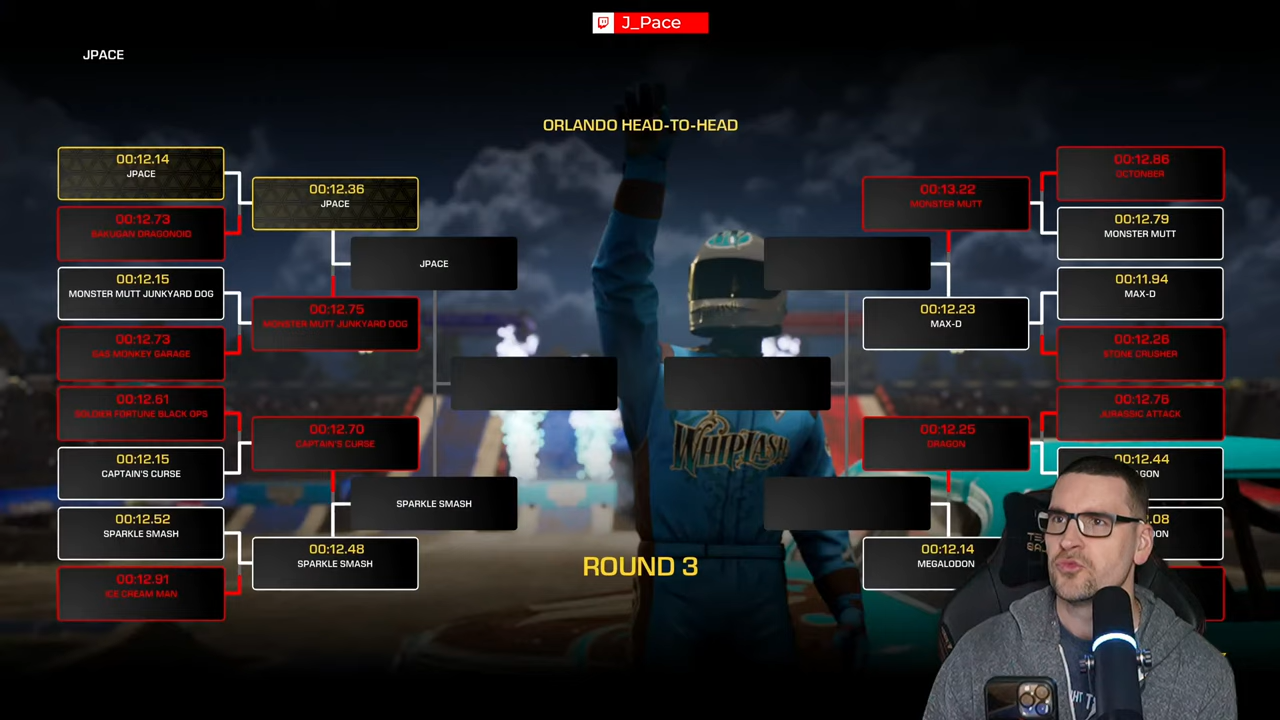 J_Pace
JPACE
ORLANDO HEAD-TO-HEAD
00:12.14
JPACE
00:12.73
BAKUGAN DRAGONOID
00:12.15
MONSTER MUTT JUNKYARD DOG
00:12.73
GAS MONKEY GARAGE
00:12.61
SOLDIER FORTUNE BLACK OPS
00:12.15
CAPTAIN'S CURSE
00:12.52
SPARKLE SMASH
00:12.91
ICE CREAM MAN
00:12.36
JPACE
00:12.75
MONSTER MUTT JUNKYARD DOG
00:12.70
CAPTAIN'S CURSE
00:12.48
SPARKLE SMASH
JPACE
SPARKLE SMASH
WHIPLASH
ROUND 3
00:13.22
MONSTER MUTT
00:12.23
MAX-D
00:12.25
DRAGON
00:12.14
MEGALODON
00:12.86
OCTON8ER
00:12.79
MONSTER MUTT
00:11.94
MAX-D
00:12.26
STONE CRUSHER
00:12.76
JURASSIC ATTACK
:12.44
AGON
.08
DON